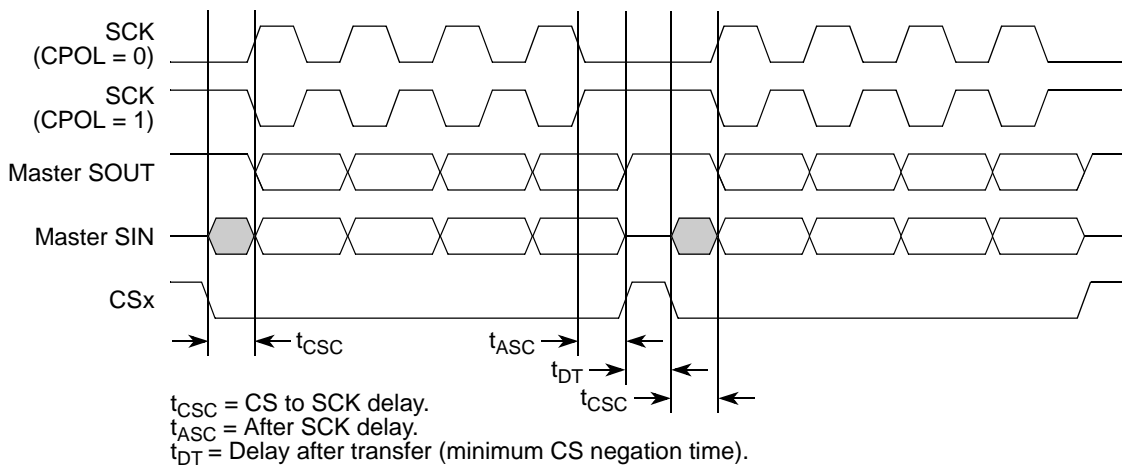 SCK
(CPOL = 0)
SCK
(CPOL = 1)
Master SOUT
Master SIN
CSx
tCSC
tASC
tDT
tCSC
tCSC = CS to SCK delay.
tASC = After SCK delay.
tDT = Delay after transfer (minimum CS negation time).